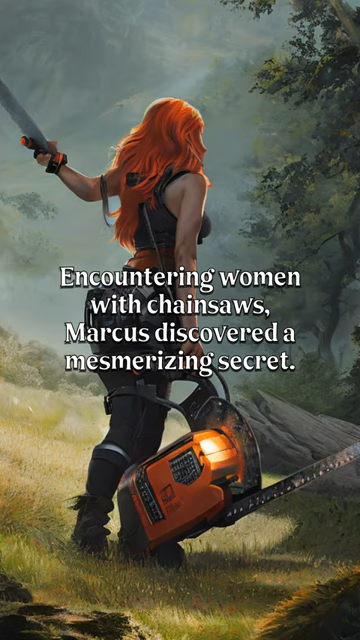 Encountering women
with chainsaws,
Marcus discovered a
mesmerizing secret.